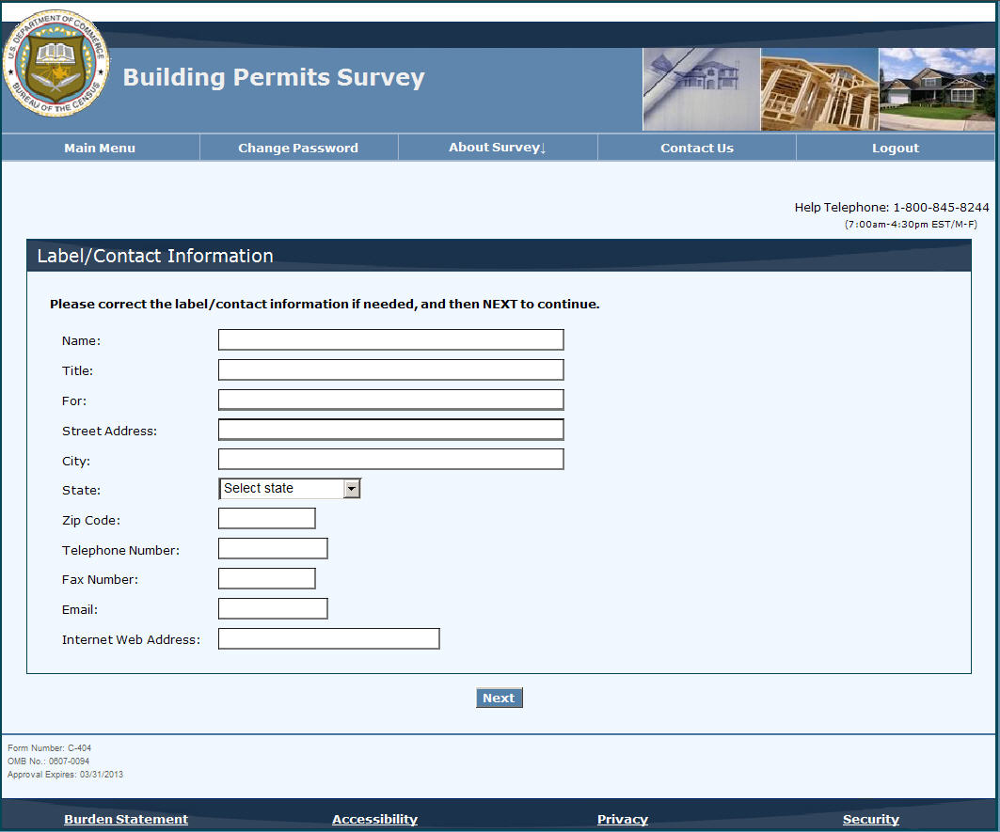 U.S. DEPARTMENT OF COMMERCE
BUREAU OF THE CENSUS
Building Permits Survey
Main Menu Change Password About Survey↓ Contact Us Logout
Help Telephone: 1-800-845-8244
(7:00am-4:30pm EST/M-F)
Label/Contact Information
Please correct the label/contact information if needed, and then NEXT to continue.
Name:
Title:
For:
Street Address:
City:
State: Select state
Zip Code:
Telephone Number:
Fax Number:
Email:
Internet Web Address:
Next
Form Number: C-404
OMB No.: 0607-0094
Approval Expires: 03/31/2013
Burden Statement Accessibility Privacy Security